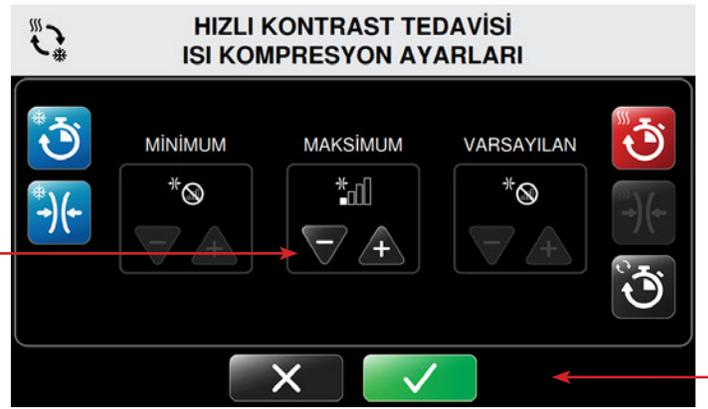 HIZLI KONTRAST TEDAVİSİ
ISI KOMPRESYON AYARLARI
MİNİMUM
MAKSİMUM
VARSAYILAN